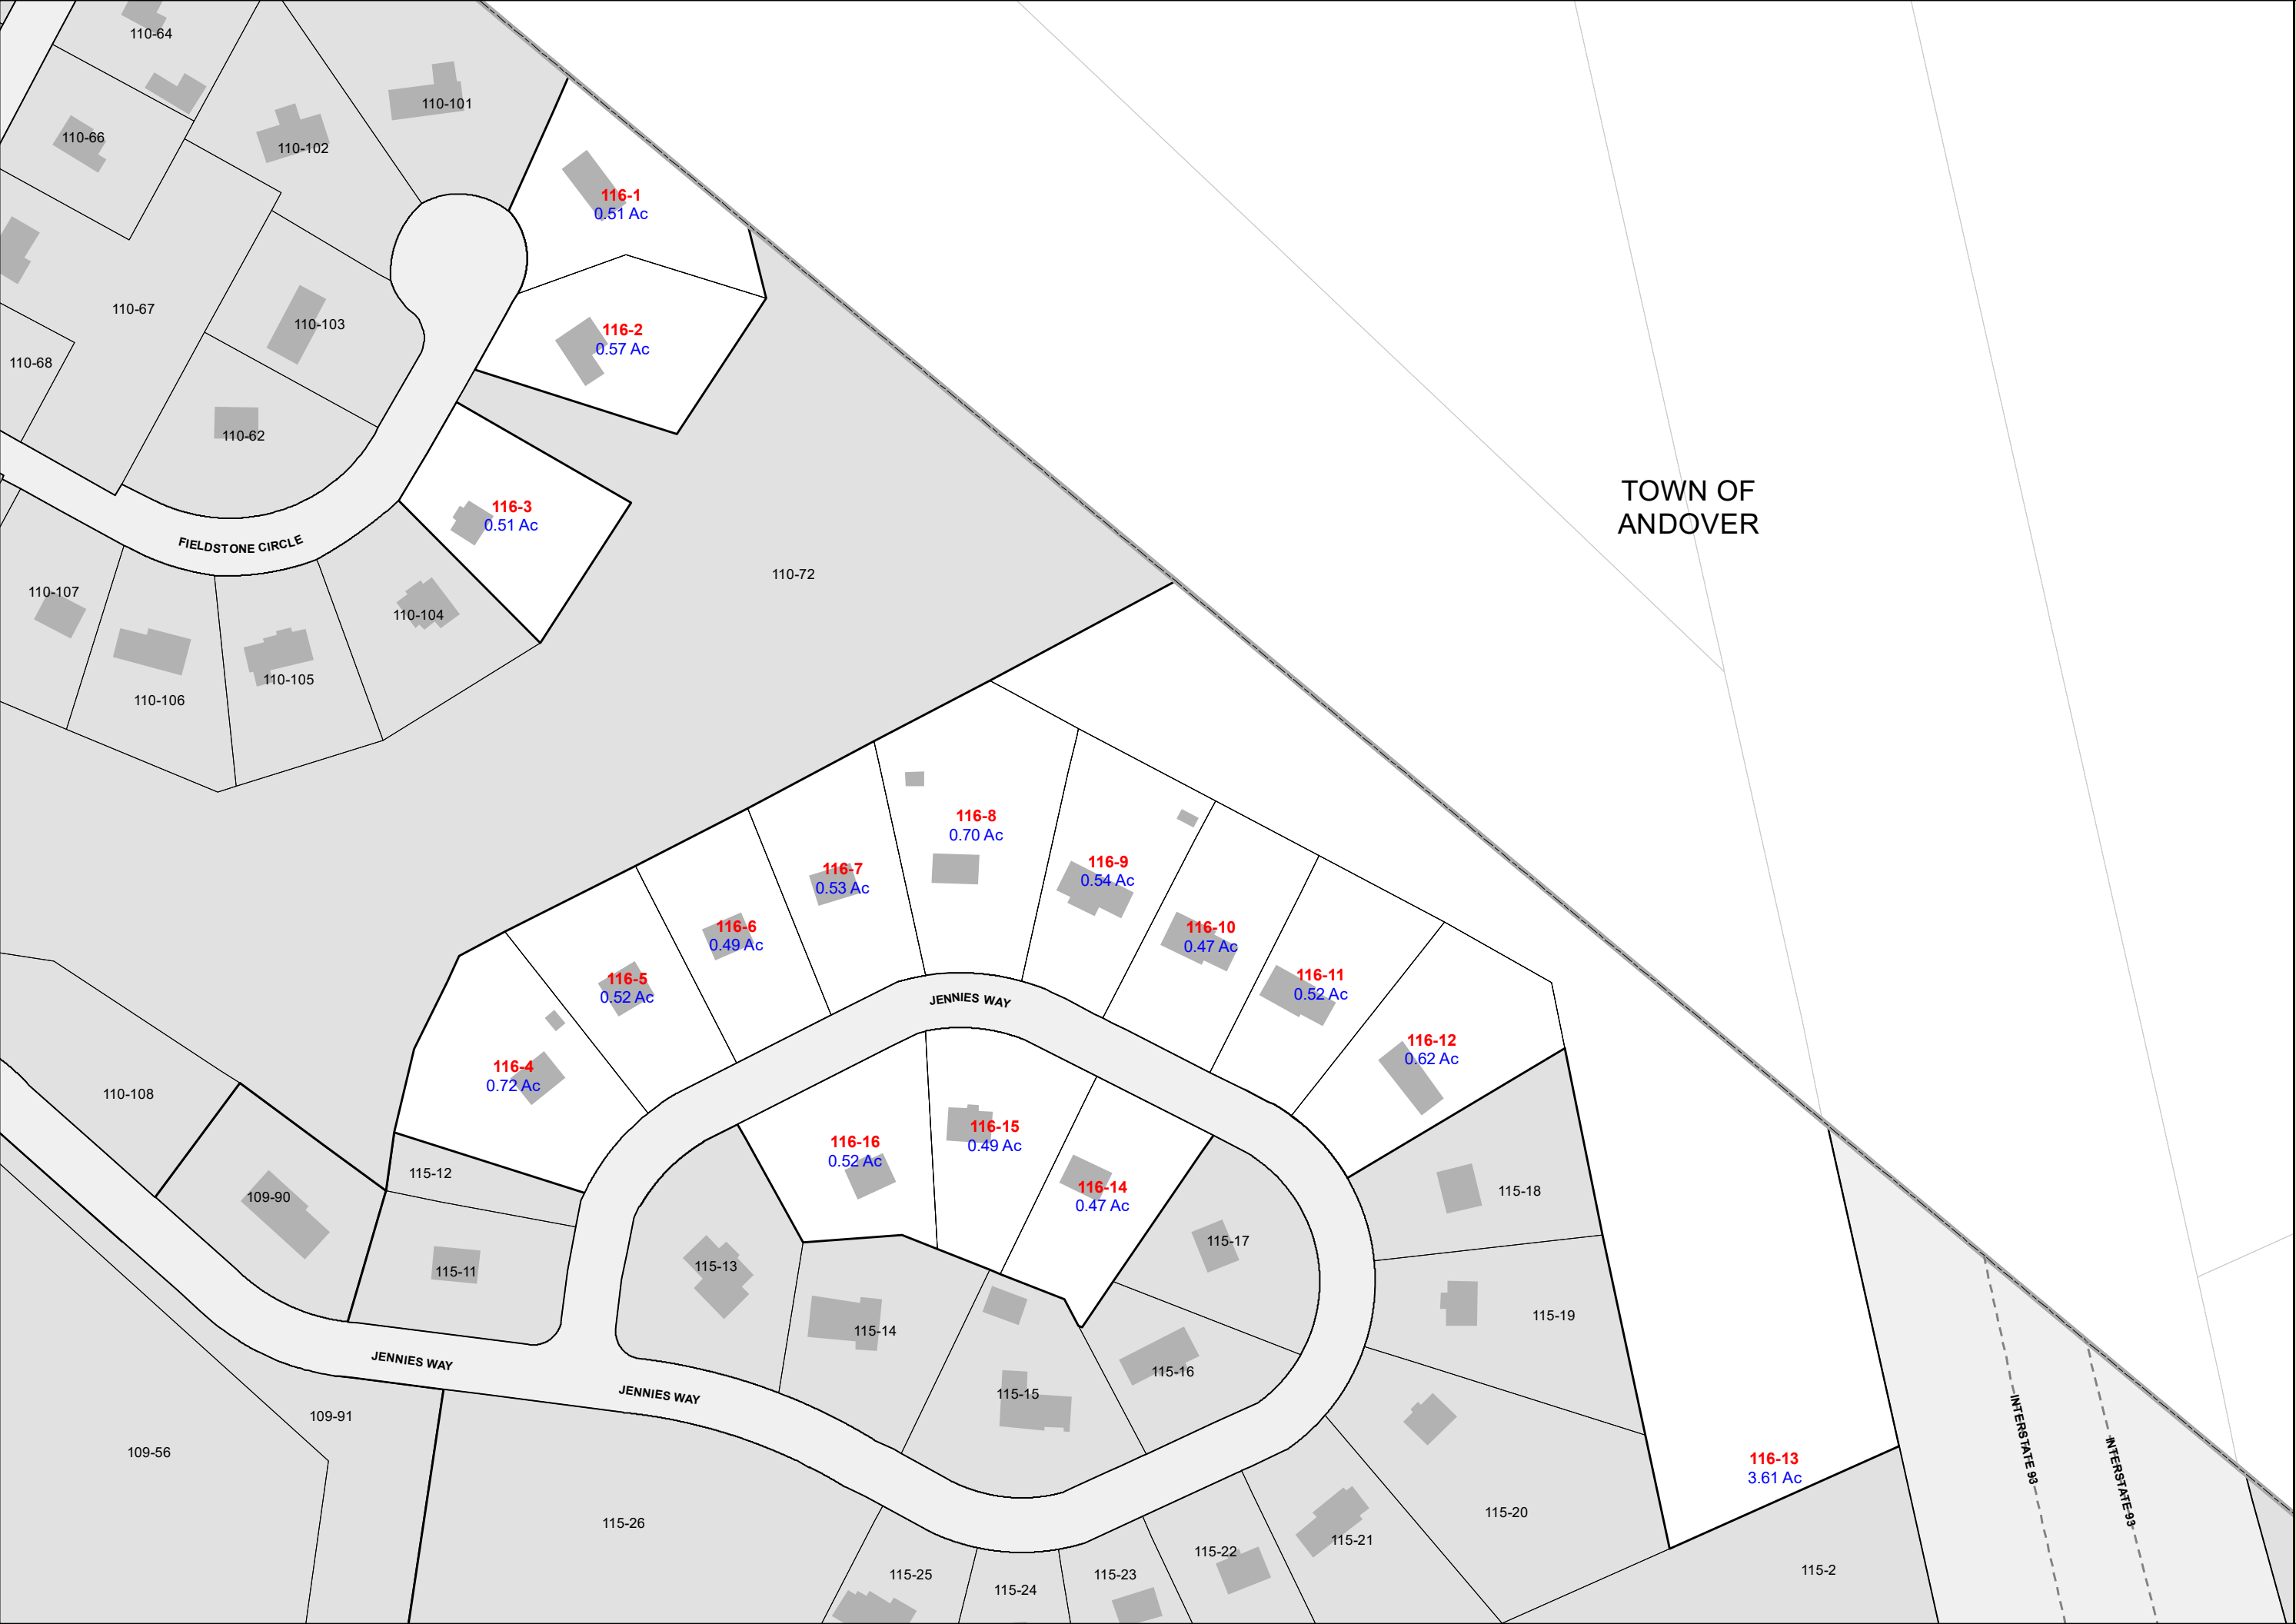 110-64
110-101
110-66
110-102
116-1
0.51 Ac
110-67
110-103
116-2
0.57 Ac
110-68
110-62
TOWN OF
ANDOVER
116-3
0.51 Ac
FIELDSTONE CIRCLE
110-72
110-107
110-104
110-105
110-106
116-8
0.70 Ac
116-7
0.53 Ac
116-9
0.54 Ac
116-6
0.49 Ac
116-10
0.47 Ac
116-5
0.52 Ac
116-11
0.52 Ac
JENNIES WAY
116-12
0.62 Ac
116-4
0.72 Ac
110-108
116-15
0.49 Ac
116-16
0.52 Ac
115-12
116-14
0.47 Ac
115-18
109-90
115-17
115-13
115-11
115-19
115-14
JENNIES WAY
115-16
JENNIES WAY
115-15
109-91
INTERSTATE 93
INTERSTATE 93
109-56
116-13
3.61 Ac
115-20
115-26
115-21
115-22
115-2
115-25
115-23
115-24